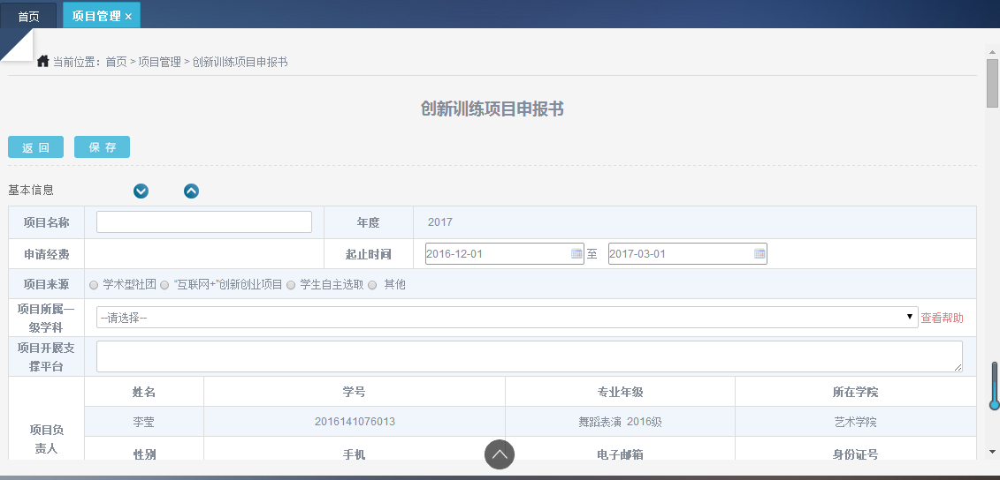 首页 项目管理 ×
当前位置：首页 > 项目管理 > 创新训练项目申报书
创新训练项目申报书
返 回 保 存
基本信息
项目名称 年度 2017
申请经费 起止时间 2016-12-01 至 2017-03-01
项目来源 学术型社团 “互联网+”创新创业项目 学生自主选取 其他
项目所属一级学科 --请选择-- 查看帮助
项目开展支撑平台
姓名 学号 专业年级 所在学院
项目负责人 李莹 2016141076013 舞蹈表演 2016级 艺术学院
性别 手机 电子邮箱 身份证号